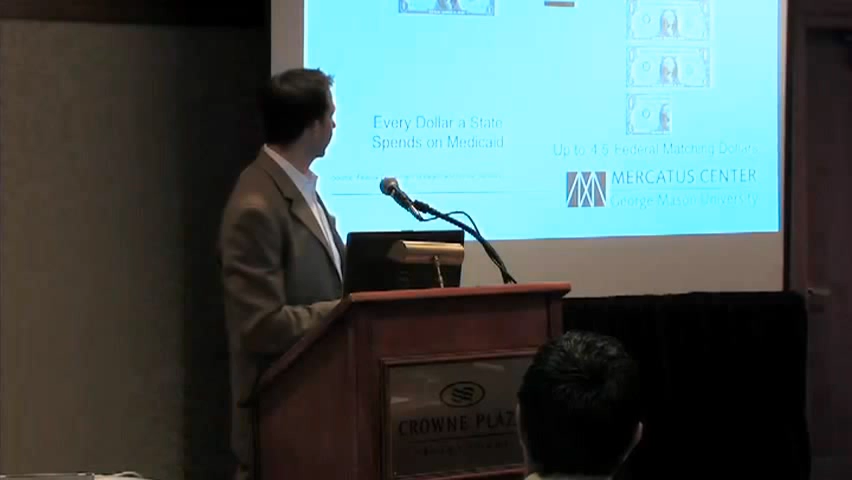 Every Dollar a State
Spends on Medicaid
Up to 4.5 Federal Matching Dollars
MERCATUS CENTER
George Mason University
CROWNE PLAZ